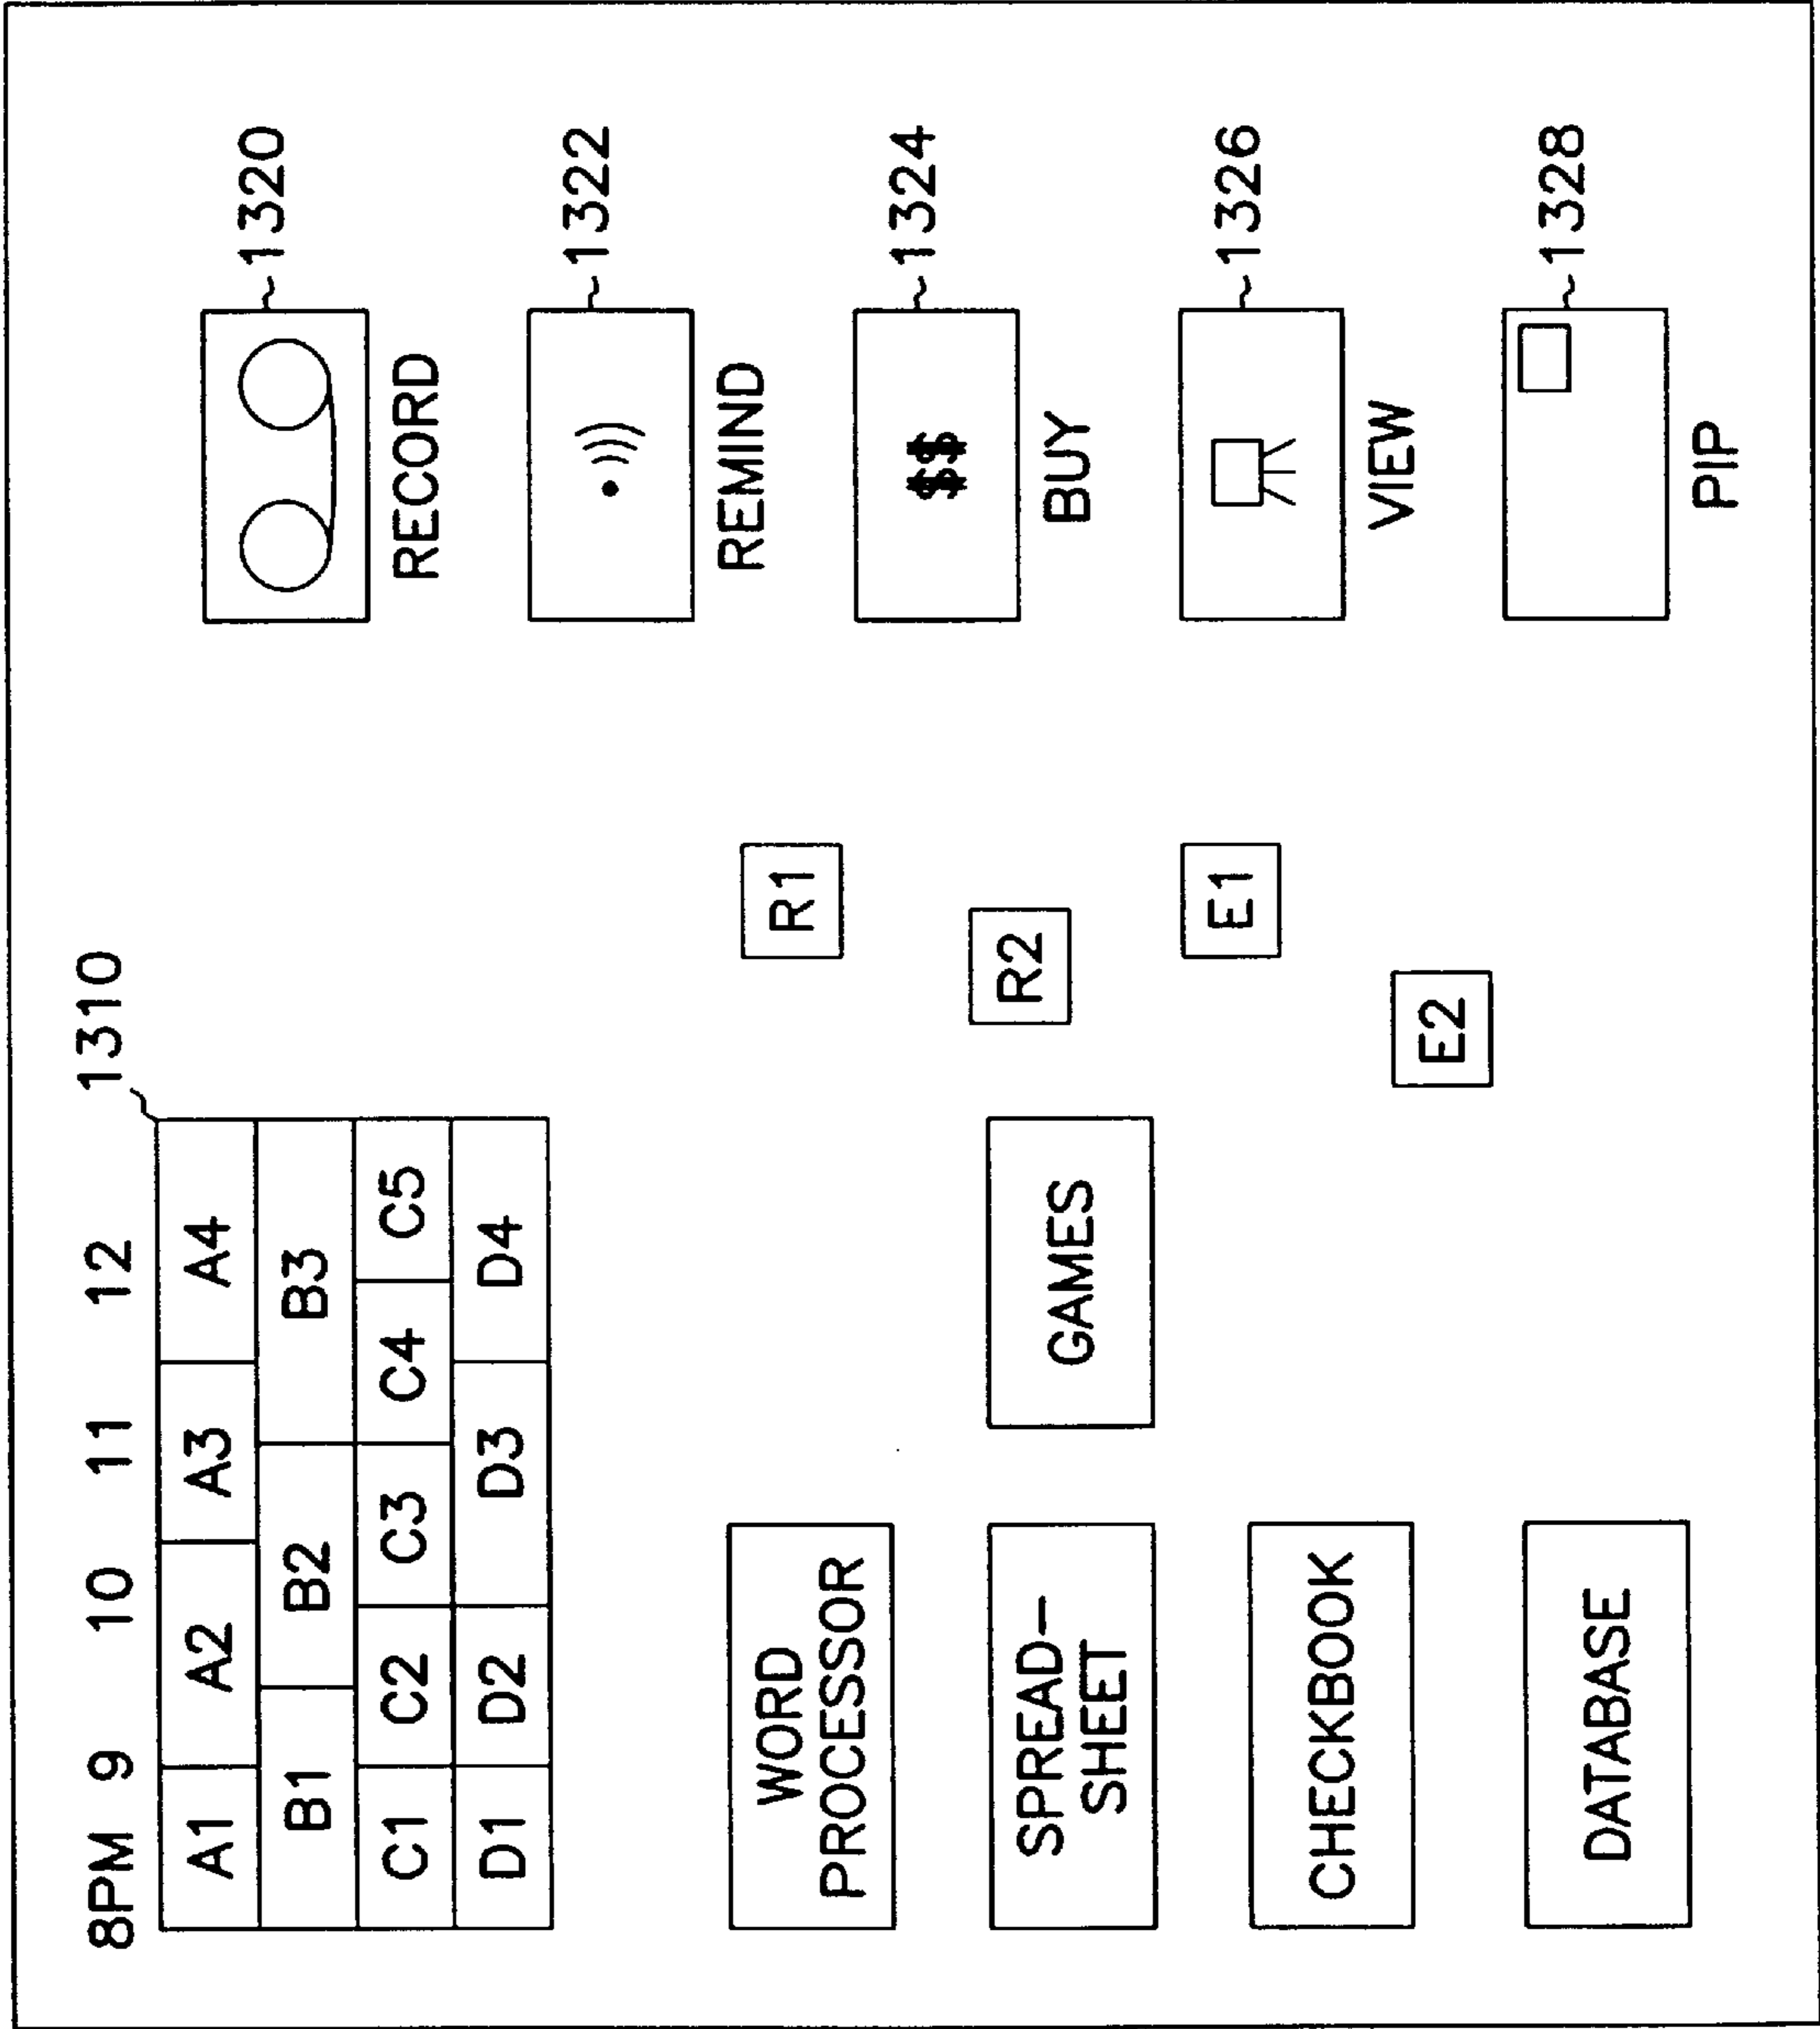 1310
8PM 9 10 11 12
A1 A2 A3 A4
B1 B2 B3
C1 C2 C3 C4 C5
D1 D2 D3 D4
1320
RECORD
1322
REMIND
$$
1324
BUY
1326
VIEW
1328
PIP
WORD
PROCESSOR
SPREAD–
SHEET
CHECKBOOK
DATABASE
GAMES
R1
R2
E1
E2